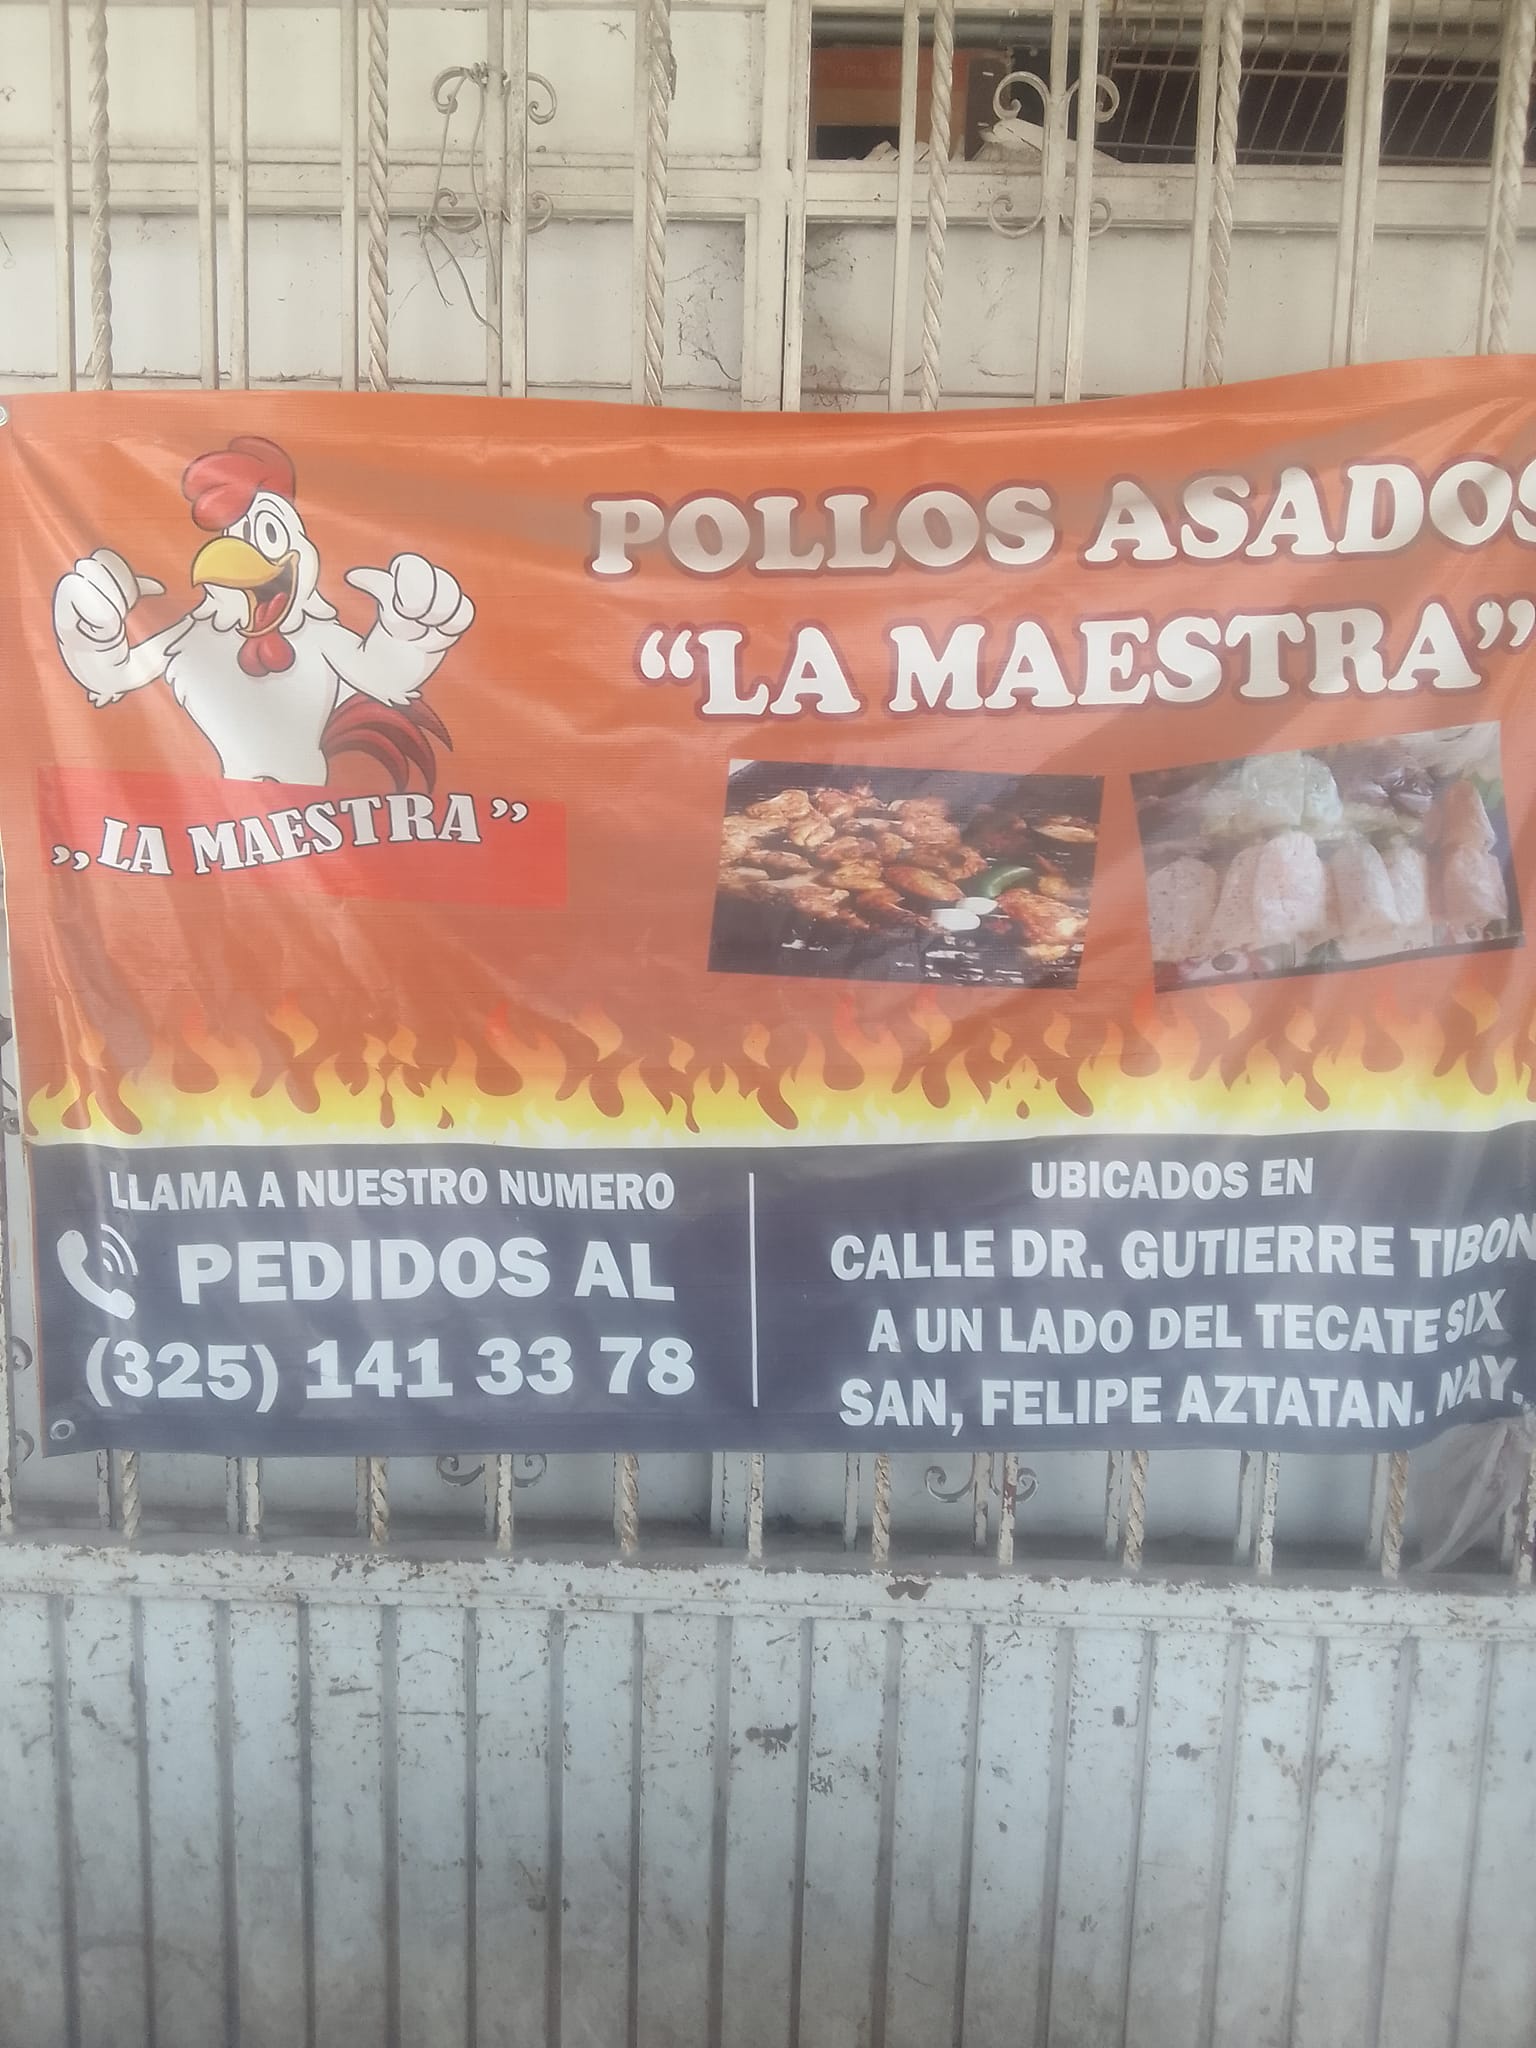 POLLOS ASADOS
“LA MAESTRA”
„LA MAESTRA”
LLAMA A NUESTRO NUMERO
PEDIDOS AL
(325) 141 33 78
UBICADOS EN
CALLE DR. GUTIERRE TIBON
A UN LADO DEL TECATE SIX
SAN, FELIPE AZTATAN. NAY.